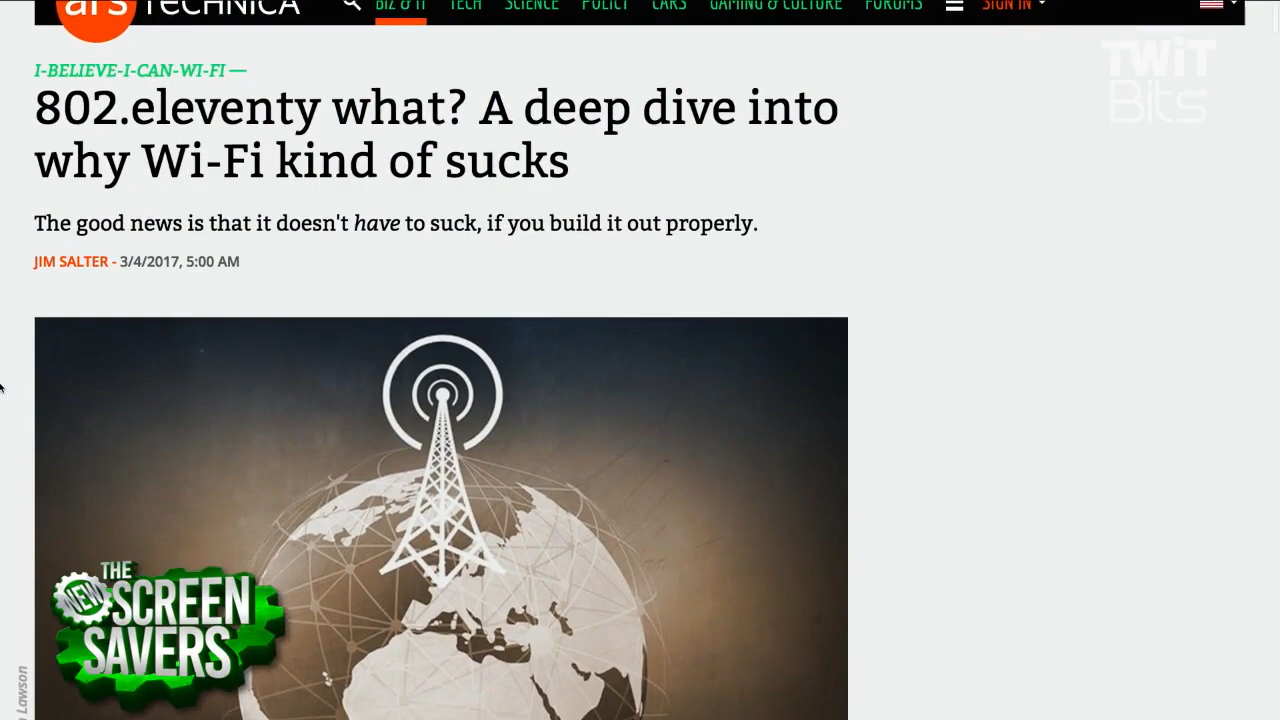 ars TECHNICA
BIZ & IT TECH SCIENCE POLICY CARS GAMING & CULTURE FORUMS SIGN IN
TWiT
Bits
I-BELIEVE-I-CAN-WI-FI —
802.eleventy what? A deep dive into
why Wi-Fi kind of sucks
The good news is that it doesn't have to suck, if you build it out properly.
JIM SALTER - 3/4/2017, 5:00 AM
THE
NEW
SCREEN
SAVERS
Lawson